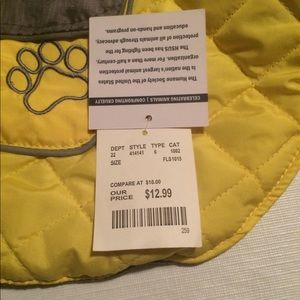 CELEBRATING ANIMALS, CONFRONTING CRUELTY
The Humane Society of the United States
is the nation's largest animal protection
organization. For more than half-century,
The HSUS has been fighting for the
protection of all animals through advocacy,
education and hands-on programs.
DEPT STYLE TYPE CAT
22 414141 6 1002
SIZE FLS1015
COMPARE AT $18.00
OUR
PRICE $12.99
259